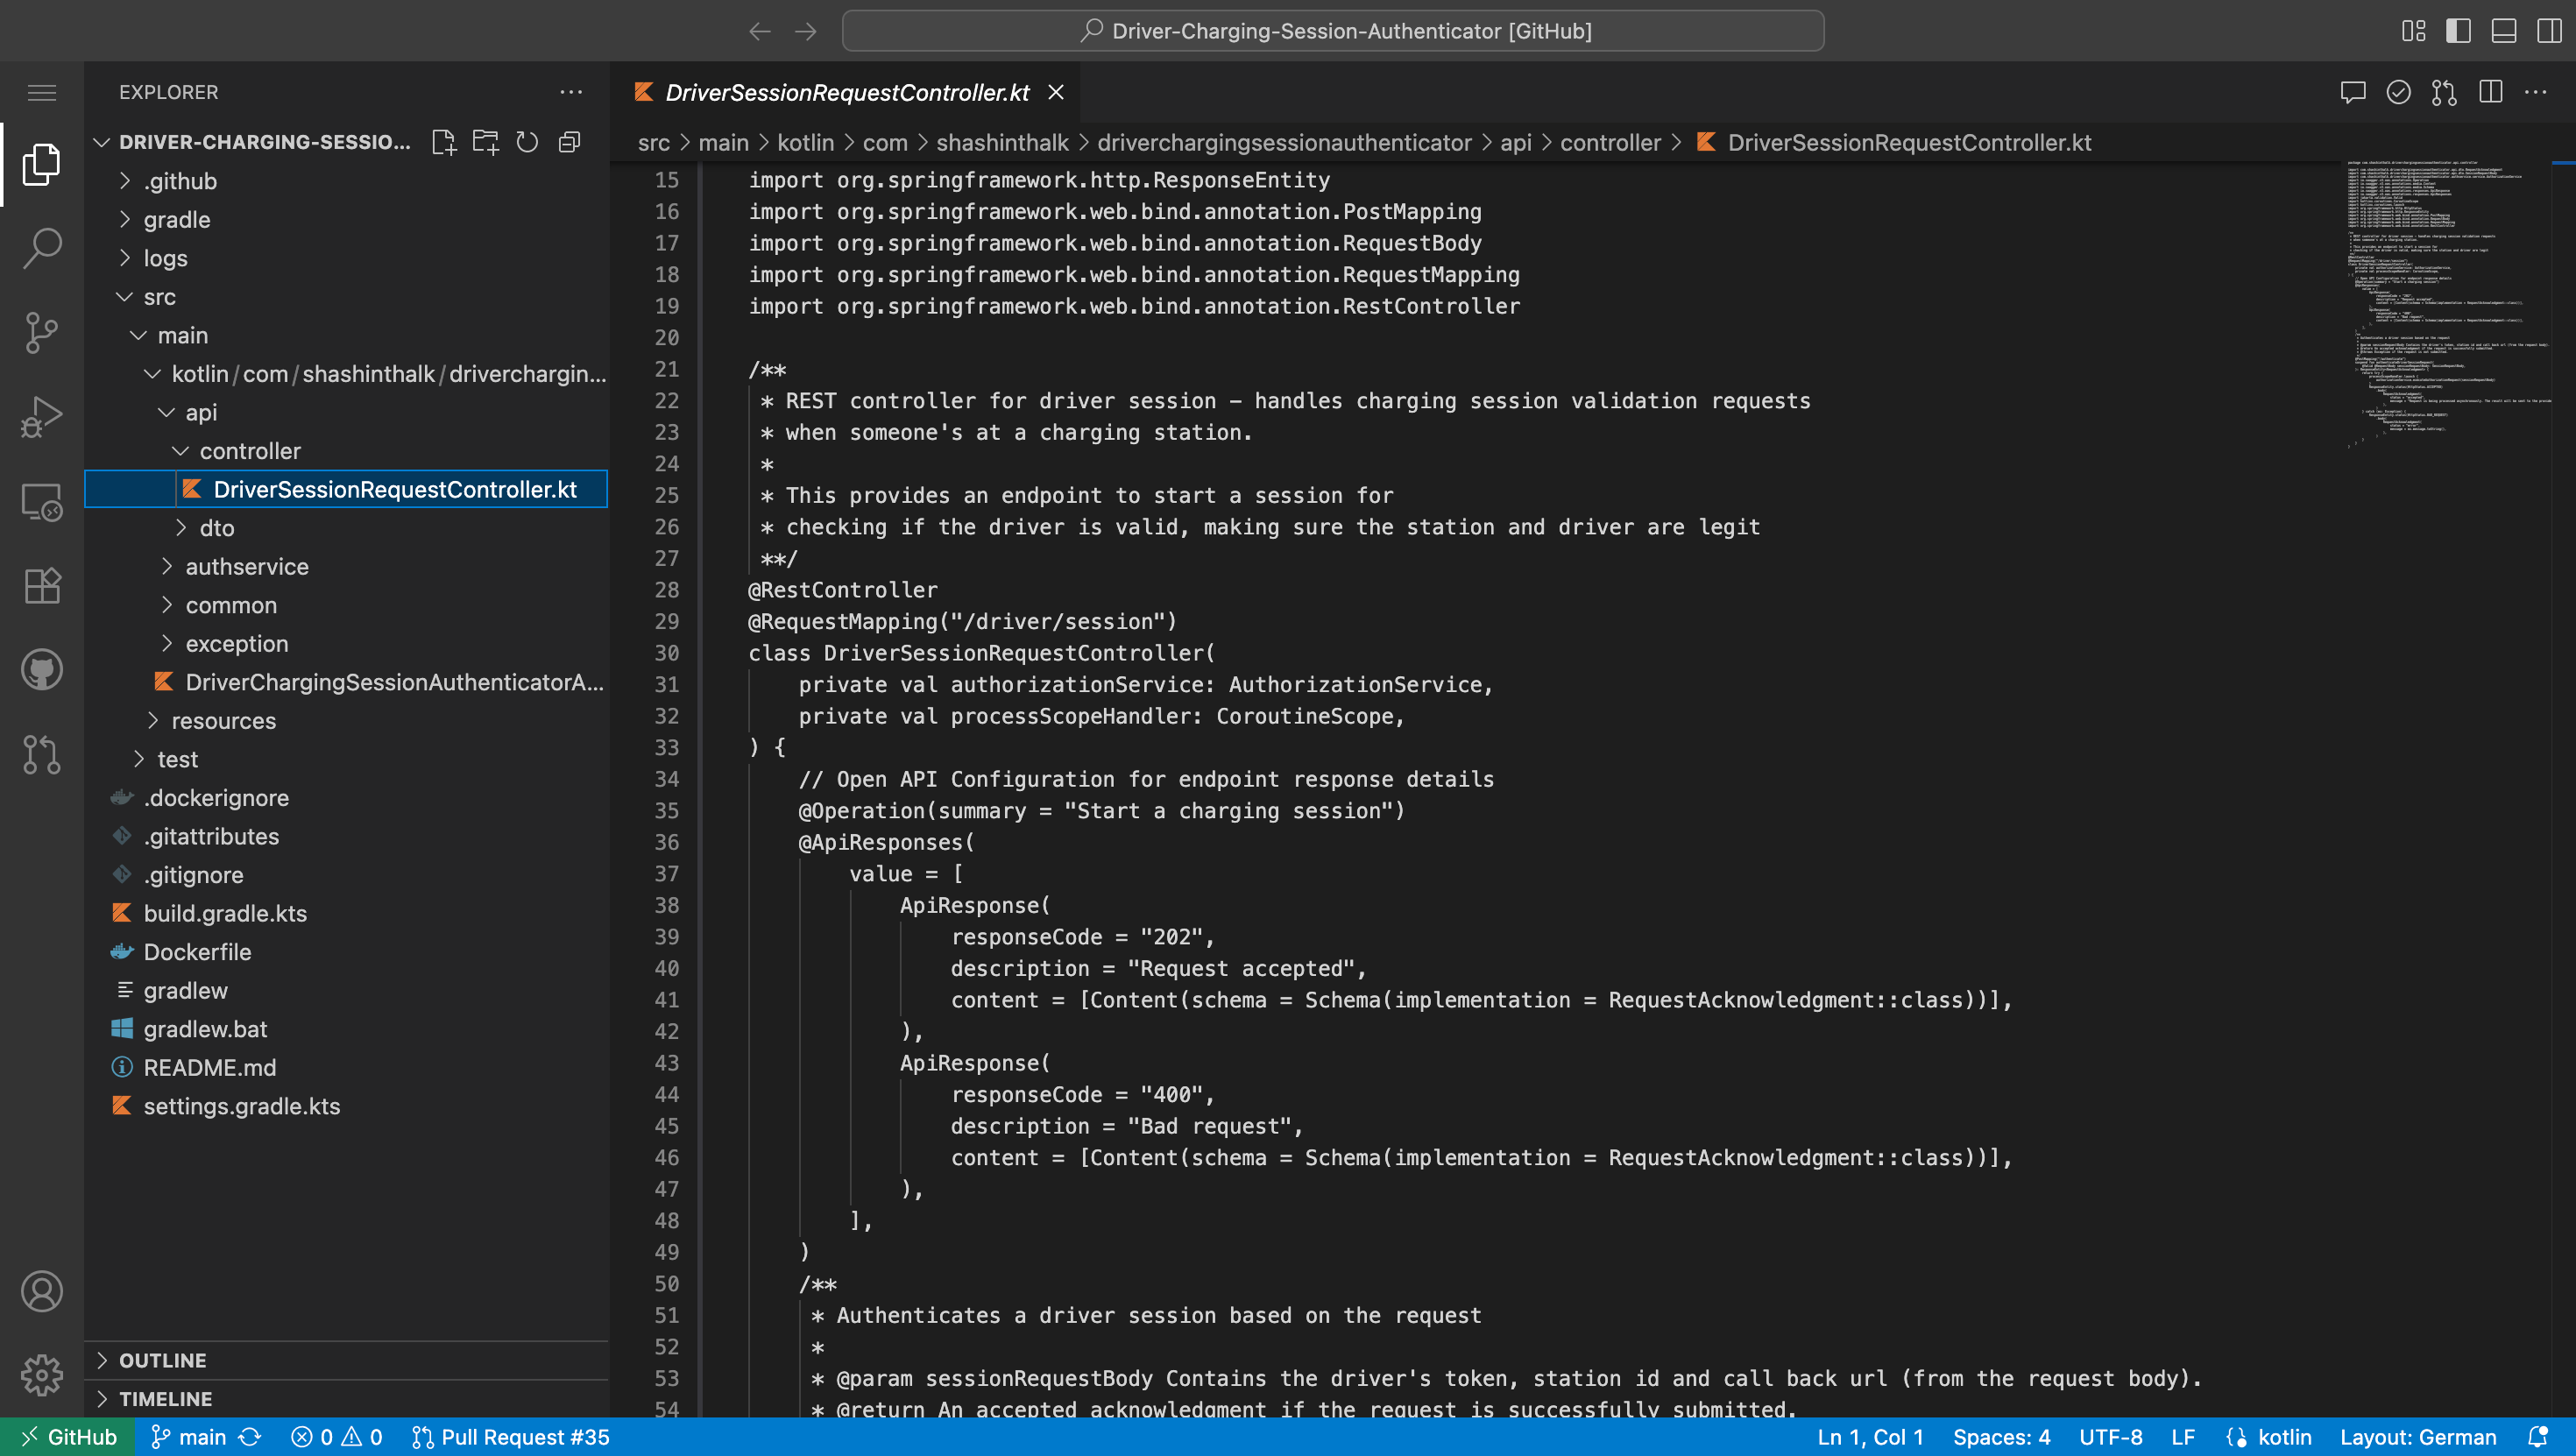 Driver-Charging-Session-Authenticator [GitHub]
EXPLORER
DRIVER-CHARGING-SESSIO...
.github
gradle
logs
src
main
kotlin/com/shashinthalk/driverchargin...
api
controller
DriverSessionRequestController.kt
dto
authservice
common
exception
DriverChargingSessionAuthenticatorA...
resources
test
.dockerignore
.gitattributes
.gitignore
build.gradle.kts
Dockerfile
gradlew
gradlew.bat
README.md
settings.gradle.kts
OUTLINE
TIMELINE
DriverSessionRequestController.kt
src > main > kotlin > com > shashinthalk > driverchargingsessionauthenticator > api > controller > DriverSessionRequestController.kt
15 import org.springframework.http.ResponseEntity
16 import org.springframework.web.bind.annotation.PostMapping
17 import org.springframework.web.bind.annotation.RequestBody
18 import org.springframework.web.bind.annotation.RequestMapping
19 import org.springframework.web.bind.annotation.RestController
20
21 /**
22 * REST controller for driver session – handles charging session validation requests
23 * when someone's at a charging station.
24 *
25 * This provides an endpoint to start a session for
26 * checking if the driver is valid, making sure the station and driver are legit
27 **/
28 @RestController
29 @RequestMapping("/driver/session")
30 class DriverSessionRequestController(
31 private val authorizationService: AuthorizationService,
32 private val processScopeHandler: CoroutineScope,
33 ) {
34 // Open API Configuration for endpoint response details
35 @Operation(summary = "Start a charging session")
36 @ApiResponses(
37 value = [
38 ApiResponse(
39 responseCode = "202",
40 description = "Request accepted",
41 content = [Content(schema = Schema(implementation = RequestAcknowledgment::class))],
42 ),
43 ApiResponse(
44 responseCode = "400",
45 description = "Bad request",
46 content = [Content(schema = Schema(implementation = RequestAcknowledgment::class))],
47 ),
48 ],
49 )
50 /**
51 * Authenticates a driver session based on the request
52 *
53 * @param sessionRequestBody Contains the driver's token, station id and call back url (from the request body).
54 * @return An accepted acknowledgment if the request is successfully submitted.
GitHub main 0 0 Pull Request #35 Ln 1, Col 1 Spaces: 4 UTF-8 LF kotlin Layout: German